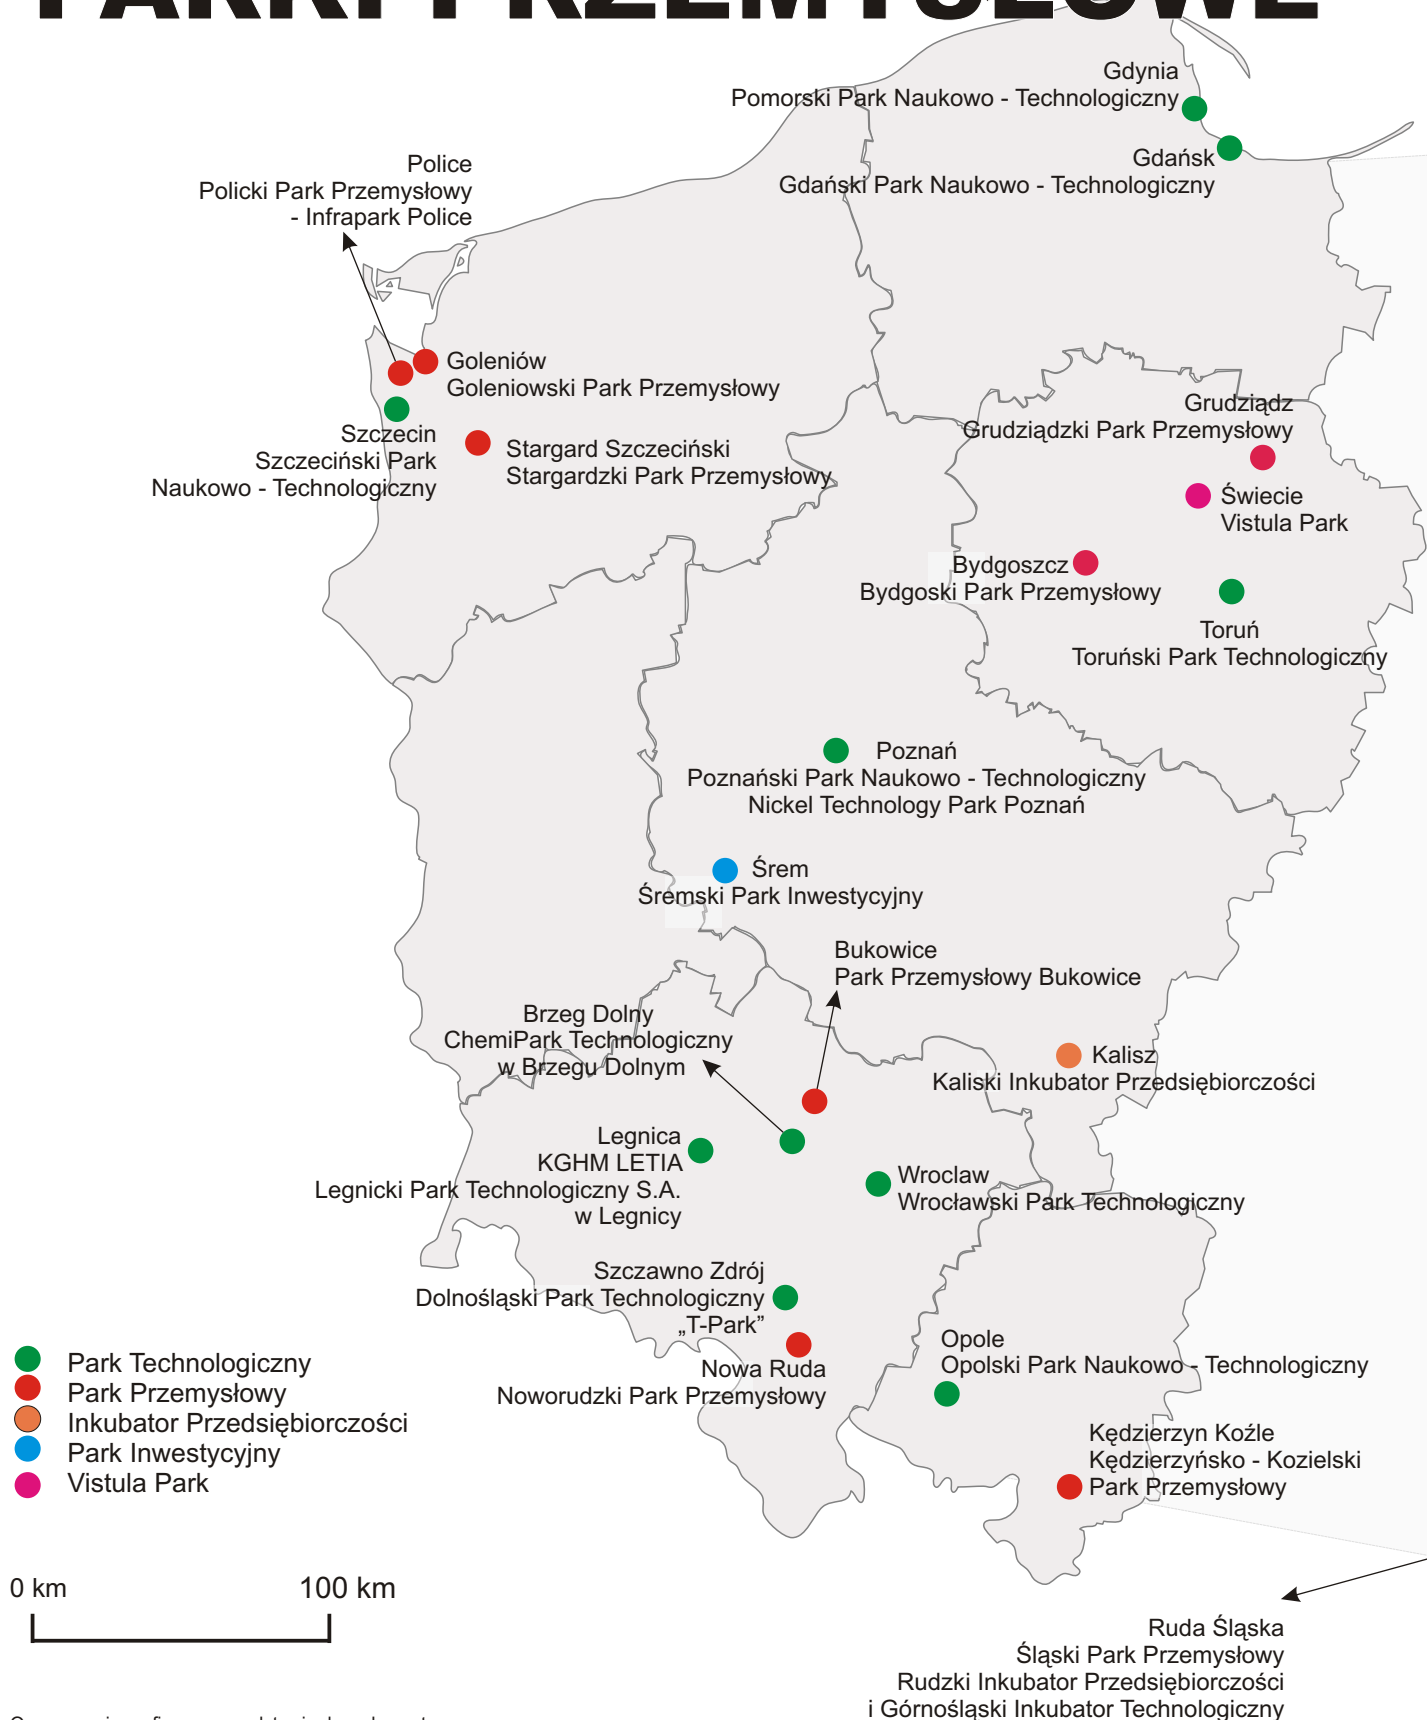 PARKI PRZEMYSŁOWE
Gdynia
Pomorski Park Naukowo - Technologiczny
Gdańsk
Gdański Park Naukowo - Technologiczny
Police
Policki Park Przemysłowy
- Infrapark Police
Goleniów
Goleniowski Park Przemysłowy
Szczecin
Szczeciński Park
Naukowo - Technologiczny
Stargard Szczeciński
Stargardzki Park Przemysłowy
Grudziądz
Grudziądzki Park Przemysłowy
Świecie
Vistula Park
Bydgoszcz
Bydgoski Park Przemysłowy
Toruń
Toruński Park Technologiczny
Poznań
Poznański Park Naukowo - Technologiczny
Nickel Technology Park Poznań
Śrem
Śremski Park Inwestycyjny
Bukowice
Park Przemysłowy Bukowice
Brzeg Dolny
ChemiPark Technologiczny
w Brzegu Dolnym
Kalisz
Kaliski Inkubator Przedsiębiorczości
Legnica
KGHM LETIA
Legnicki Park Technologiczny S.A.
w Legnicy
Wroclaw
Wrocławski Park Technologiczny
Szczawno Zdrój
Dolnośląski Park Technologiczny
„T-Park”
Nowa Ruda
Noworudzki Park Przemysłowy
Opole
Opolski Park Naukowo - Technologiczny
Kędzierzyn Koźle
Kędzierzyńsko - Kozielski
Park Przemysłowy
Park Technologiczny
Park Przemysłowy
Inkubator Przedsiębiorczości
Park Inwestycyjny
Vistula Park
0 km 100 km
Ruda Śląska
Śląski Park Przemysłowy
Rudzki Inkubator Przedsiębiorczości
i Górnośląski Inkubator Technologiczny